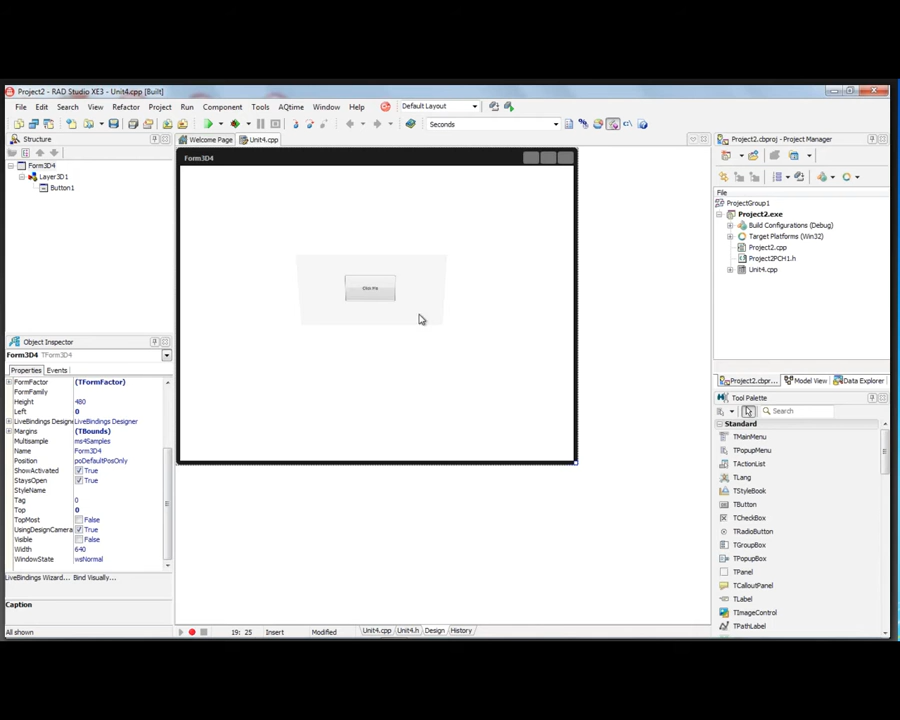 Project2 - RAD Studio XE3 - Unit4.cpp [Built]
File Edit Search View Refactor Project Run Component Tools AQtime Window Help Default Layout
Seconds
Structure
Form3D4
Layer3D1
Button1
Object Inspector
Form3D4 TForm3D4
Properties Events
FormFactor (TFormFactor)
FormFamily
Height 480
Left 0
LiveBindings Designer LiveBindings Designer
Margins (TBounds)
Multisample ms4Samples
Name Form3D4
Position poDefaultPosOnly
ShowActivated True
StaysOpen True
StyleName
Tag 0
Top 0
TopMost False
UsingDesignCamera True
Visible False
Width 640
WindowState wsNormal
LiveBindings Wizard... Bind Visually...
Caption
All shown
Welcome Page Unit4.cpp
Form3D4
Click Me
19: 25 Insert Modified Unit4.cpp Unit4.h Design History
Project2.cbproj - Project Manager
File
ProjectGroup1
Project2.exe
Build Configurations (Debug)
Target Platforms (Win32)
Project2.cpp
Project2PCH1.h
Unit4.cpp
Project2.cbpr... Model View Data Explorer
Tool Palette
Search
Standard
TMainMenu
TPopupMenu
TActionList
TLang
TStyleBook
TButton
TCheckBox
TRadioButton
TGroupBox
TPopupBox
TPanel
TCalloutPanel
TLabel
TImageControl
TPathLabel